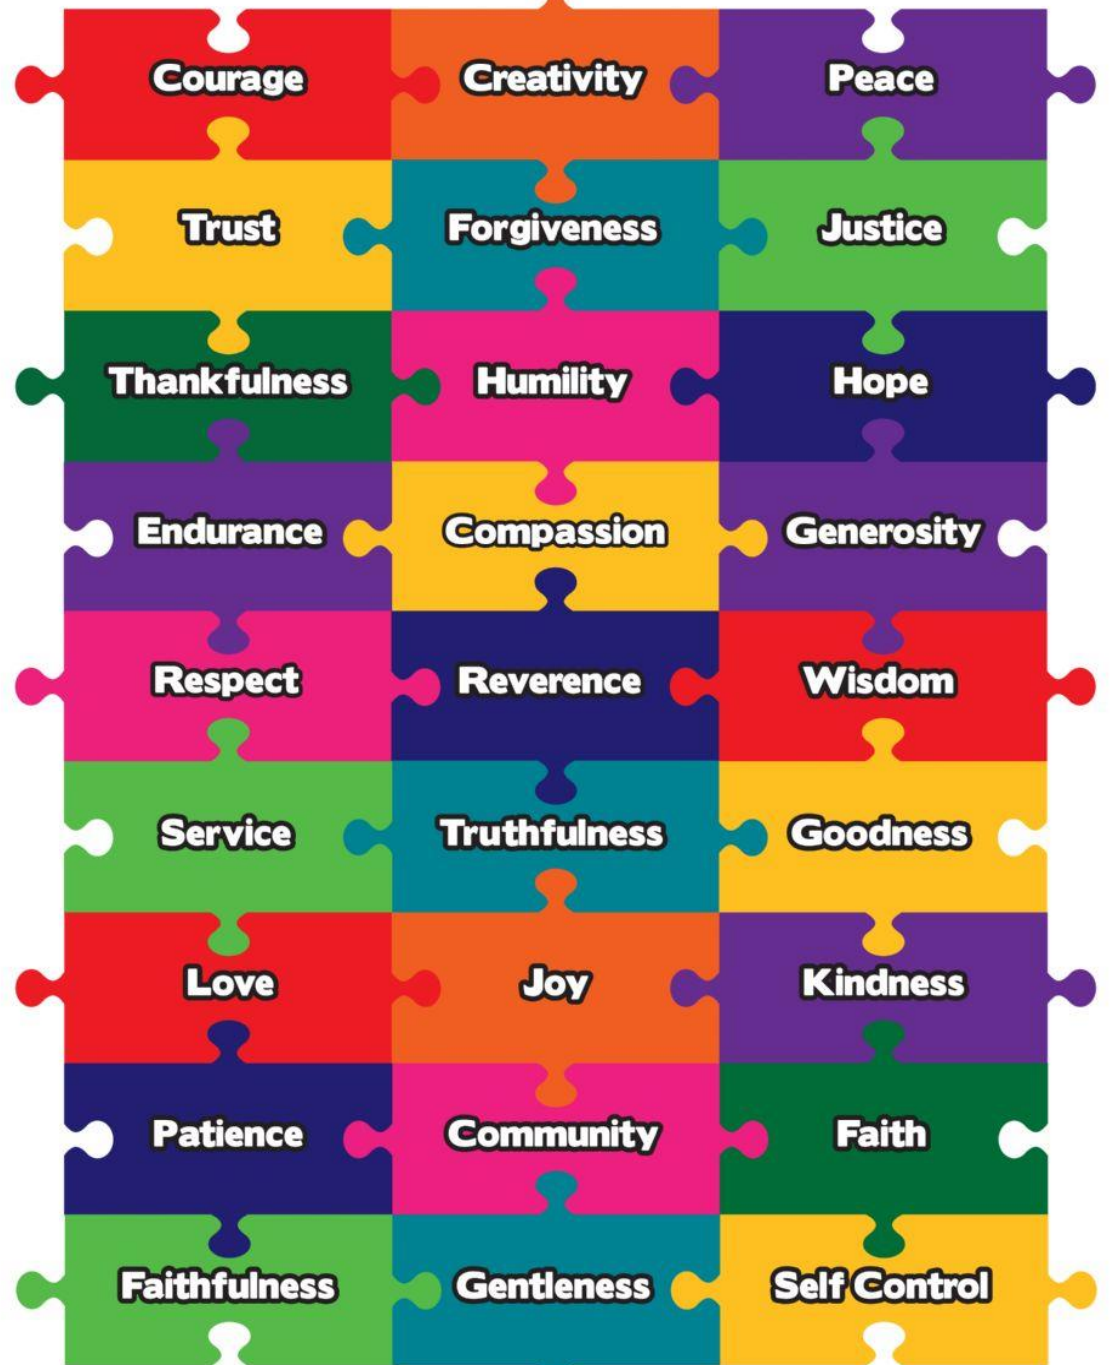 Courage Creativity Peace
Trust Forgiveness Justice
Thankfulness Humility Hope
Endurance Compassion Generosity
Respect Reverence Wisdom
Service Truthfulness Goodness
Love Joy Kindness
Patience Community Faith
Faithfulness Gentleness Self Control